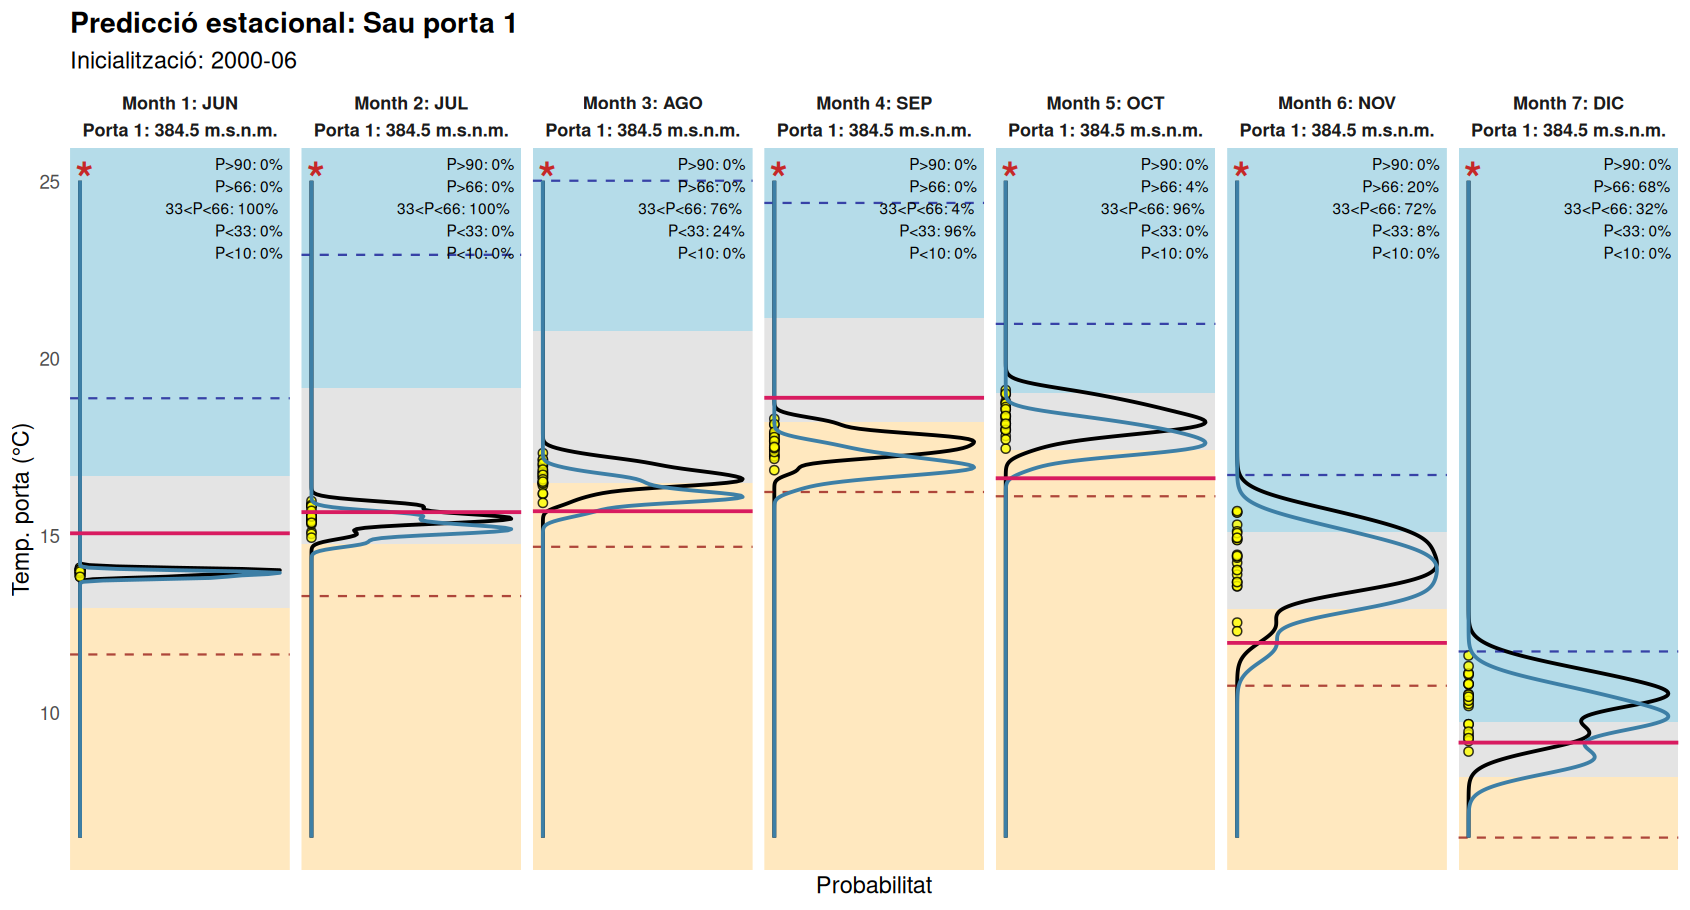 Predicció estacional: Sau porta 1
Inicialització: 2000-06
Month 1: JUN
Porta 1: 384.5 m.s.n.m.
Month 2: JUL
Porta 1: 384.5 m.s.n.m.
Month 3: AGO
Porta 1: 384.5 m.s.n.m.
Month 4: SEP
Porta 1: 384.5 m.s.n.m.
Month 5: OCT
Porta 1: 384.5 m.s.n.m.
Month 6: NOV
Porta 1: 384.5 m.s.n.m.
Month 7: DIC
Porta 1: 384.5 m.s.n.m.
Temp. porta (°C)
25
20
15
10
*
P>90: 0%
P>66: 0%
33<P<66: 100%
P<33: 0%
P<10: 0%
*
P>90: 0%
P>66: 0%
33<P<66: 100%
P<33: 0%
P<10: 0%
*
P>90: 0%
P>66: 0%
33<P<66: 76%
P<33: 24%
P<10: 0%
*
P>90: 0%
P>66: 0%
33<P<66: 4%
P<33: 96%
P<10: 0%
*
P>90: 0%
P>66: 4%
33<P<66: 96%
P<33: 0%
P<10: 0%
*
P>90: 0%
P>66: 20%
33<P<66: 72%
P<33: 8%
P<10: 0%
*
P>90: 0%
P>66: 68%
33<P<66: 32%
P<33: 0%
P<10: 0%
Probabilitat